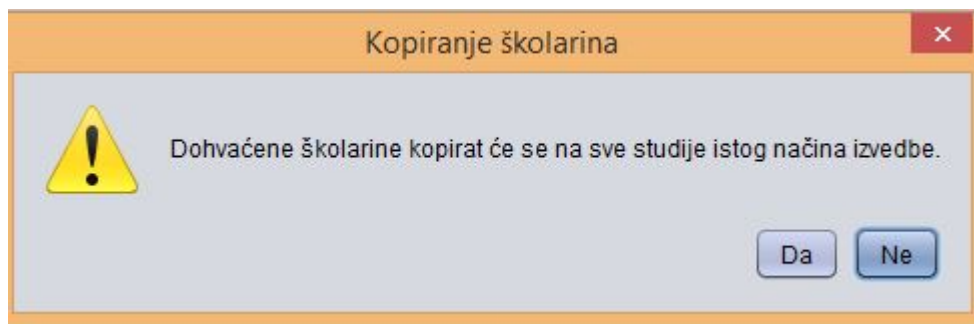 Kopiranje školarina
Dohvaćene školarine kopirat će se na sve studije istog načina izvedbe.
Da
Ne